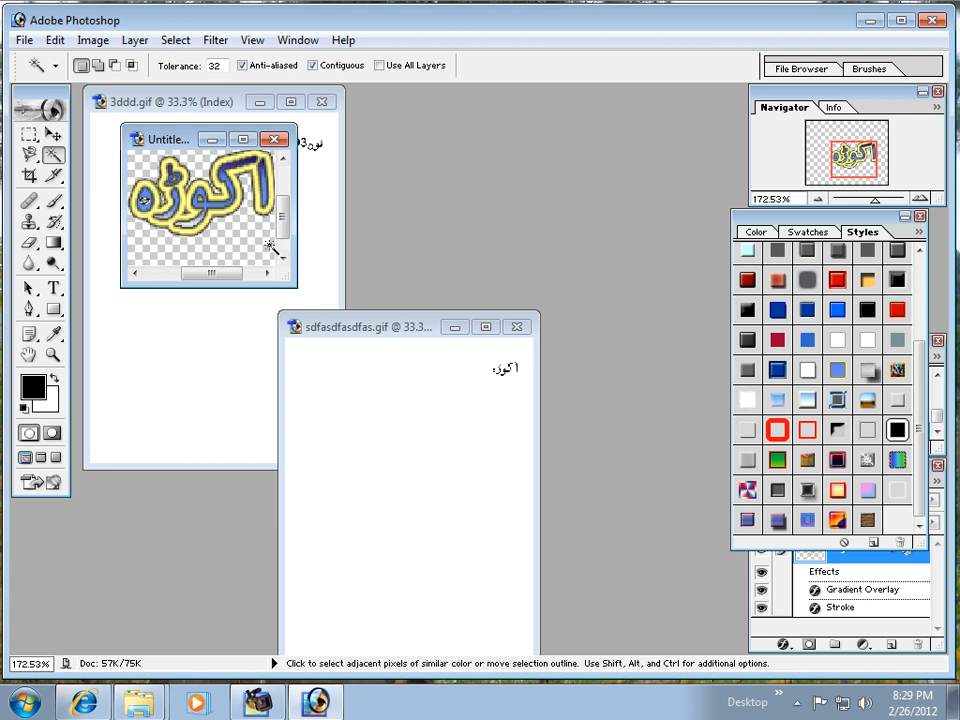 Adobe Photoshop
File Edit Image Layer Select Filter View Window Help
Tolerance: 32 Anti-aliased Contiguous Use All Layers File Browser Brushes
3ddd.gif @ 33.3% (Index)
Untitle...
اکوڑہ
sdfasdfasdfas.gif @ 33.3...
اکوڑہ
Navigator Info
172.53%
Color Swatches Styles
Effects
Gradient Overlay
Stroke
172.53% Doc: 57K/75K Click to select adjacent pixels of similar color or move selection outline. Use Shift, Alt, and Ctrl for additional options.
Desktop
8:29 PM
2/26/2012